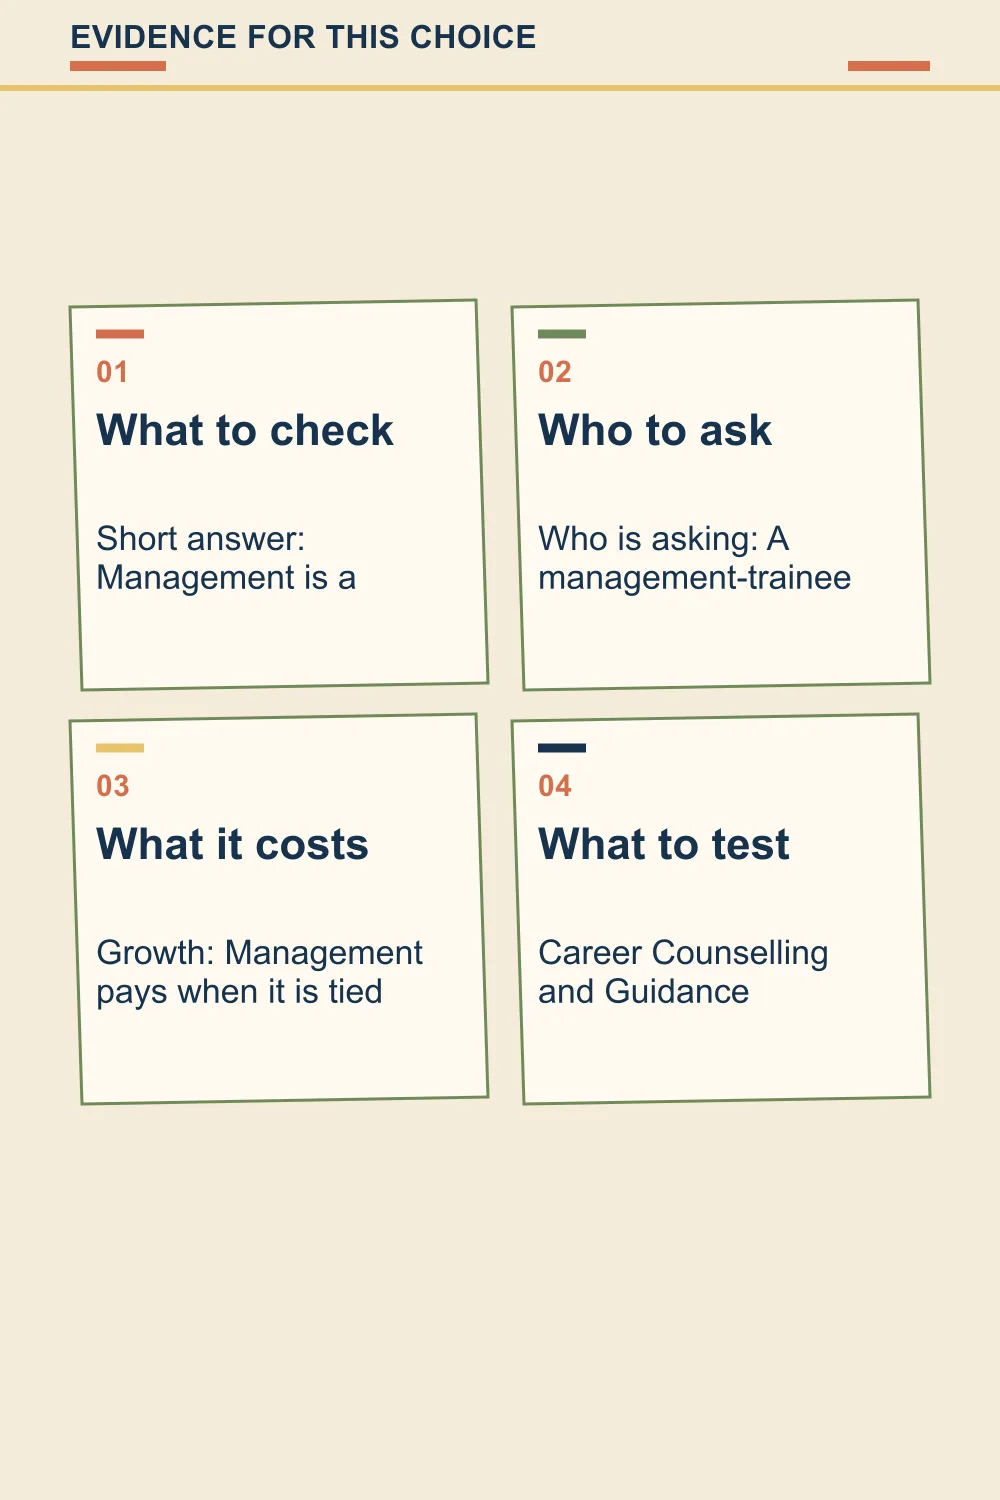 EVIDENCE FOR THIS CHOICE
01
What to check
Short answer:
Management is a
02
Who to ask
Who is asking: A
management-trainee
03
What it costs
Growth: Management
pays when it is tied
04
What to test
Career Counselling
and Guidance